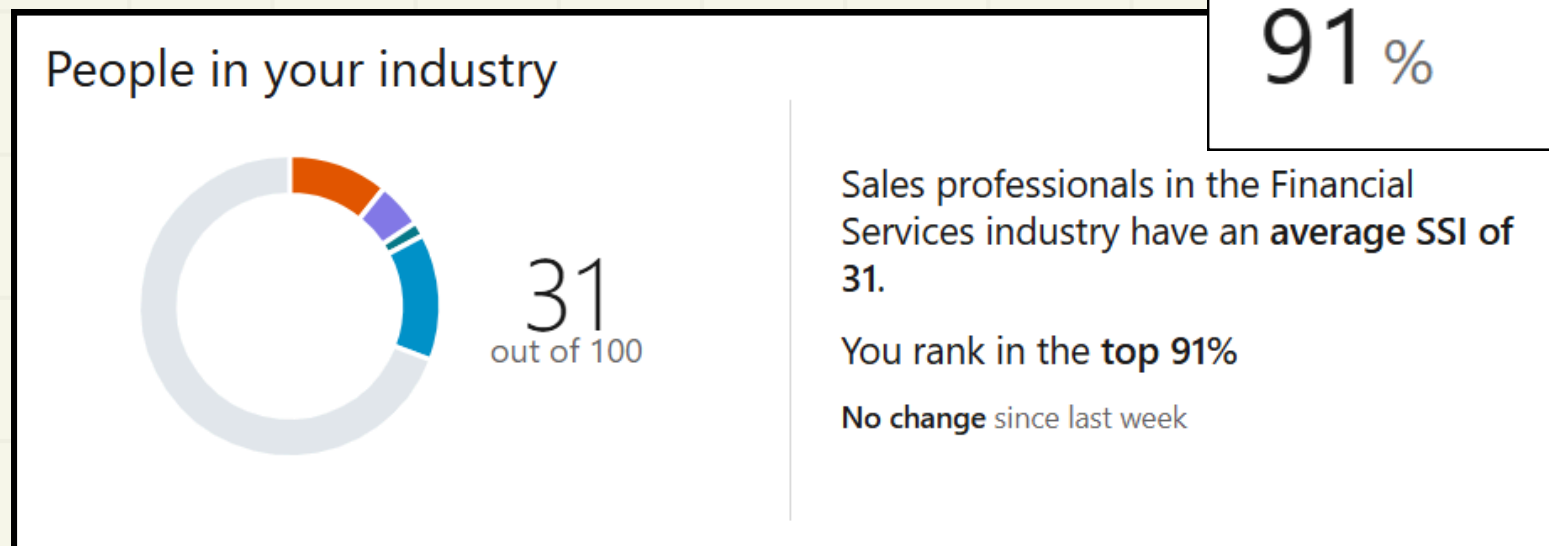 91 %
People in your industry
31
out of 100
Sales professionals in the Financial
Services industry have an average SSI of
31.
You rank in the top 91%
No change since last week